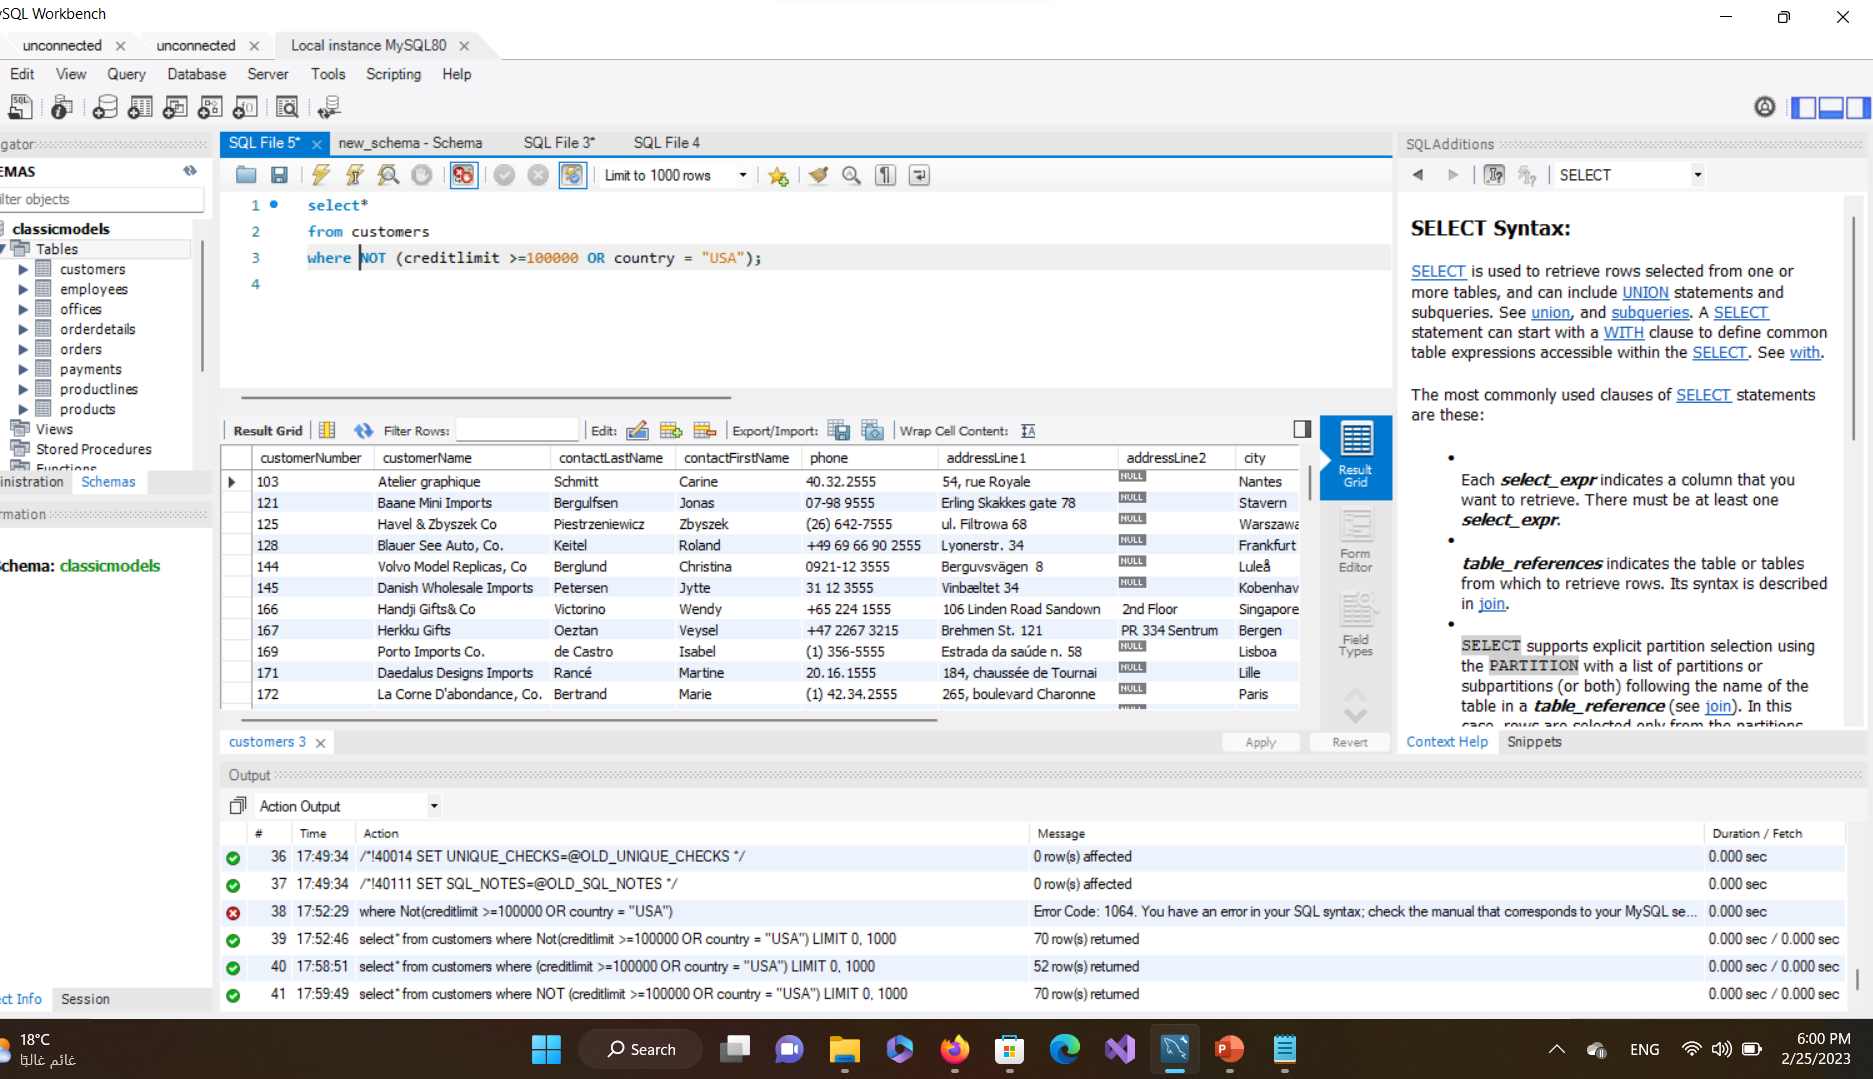 ySQL Workbench
unconnected
unconnected
Local instance MySQL80
Edit View Query Database Server Tools Scripting Help
gator
SQL File 5*
new_schema - Schema
SQL File 3*
SQL File 4
SQLAdditions
EMAS
Limit to 1000 rows
SELECT
ilter objects
classicmodels
Tables
customers
employees
offices
orderdetails
orders
payments
productlines
products
Views
Stored Procedures
Functions
inistration Schemas
rmation
chema: classicmodels
ect Info Session
1 select*
2 from customers
3 where NOT (creditlimit >=100000 OR country = "USA");
4
SELECT Syntax:
SELECT is used to retrieve rows selected from one or
more tables, and can include UNION statements and
subqueries. See union, and subqueries. A SELECT
statement can start with a WITH clause to define common
table expressions accessible within the SELECT. See with.
The most commonly used clauses of SELECT statements
are these:
Each select_expr indicates a column that you
want to retrieve. There must be at least one
select_expr.
table_references indicates the table or tables
from which to retrieve rows. Its syntax is described
in join.
SELECT supports explicit partition selection using
the PARTITION with a list of partitions or
subpartitions (or both) following the name of the
table in a table_reference (see join). In this
case, rows are selected only from the partitions
Context Help Snippets
Result Grid Filter Rows: Edit: Export/Import: Wrap Cell Content:
Result
Grid
Form
Editor
Field
Types
customerNumber customerName contactLastName contactFirstName phone addressLine1 addressLine2 city
103 Atelier graphique Schmitt Carine 40.32.2555 54, rue Royale NULL Nantes
121 Baane Mini Imports Bergulfsen Jonas 07-98 9555 Erling Skakkes gate 78 NULL Stavern
125 Havel & Zbyszek Co Piestrzeniewicz Zbyszek (26) 642-7555 ul. Filtrowa 68 NULL Warszawa
128 Blauer See Auto, Co. Keitel Roland +49 69 66 90 2555 Lyonerstr. 34 NULL Frankfurt
144 Volvo Model Replicas, Co Berglund Christina 0921-12 3555 Berguvsvägen 8 NULL Luleå
145 Danish Wholesale Imports Petersen Jytte 31 12 3555 Vinbæltet 34 NULL Kobenhav
166 Handji Gifts& Co Victorino Wendy +65 224 1555 106 Linden Road Sandown 2nd Floor Singapore
167 Herkku Gifts Oeztan Veysel +47 2267 3215 Brehmen St. 121 PR 334 Sentrum Bergen
169 Porto Imports Co. de Castro Isabel (1) 356-5555 Estrada da saúde n. 58 NULL Lisboa
171 Daedalus Designs Imports Rancé Martine 20.16.1555 184, chaussée de Tournai NULL Lille
172 La Corne D'abondance, Co. Bertrand Marie (1) 42.34.2555 265, boulevard Charonne NULL Paris
NULL
customers 3
Apply Revert
Output
Action Output
# Time Action Message Duration / Fetch
36 17:49:34 /*!40014 SET UNIQUE_CHECKS=@OLD_UNIQUE_CHECKS */ 0 row(s) affected 0.000 sec
37 17:49:34 /*!40111 SET SQL_NOTES=@OLD_SQL_NOTES */ 0 row(s) affected 0.000 sec
38 17:52:29 where Not(creditlimit >=100000 OR country = "USA") Error Code: 1064. You have an error in your SQL syntax; check the manual that corresponds to your MySQL se... 0.000 sec
39 17:52:46 select* from customers where Not(creditlimit >=100000 OR country = "USA") LIMIT 0, 1000 70 row(s) returned 0.000 sec / 0.000 sec
40 17:58:51 select* from customers where (creditlimit >=100000 OR country = "USA") LIMIT 0, 1000 52 row(s) returned 0.000 sec / 0.000 sec
41 17:59:49 select* from customers where NOT (creditlimit >=100000 OR country = "USA") LIMIT 0, 1000 70 row(s) returned 0.000 sec / 0.000 sec
18°C
غائم غالبًا
Search
ENG
6:00 PM
2/25/2023